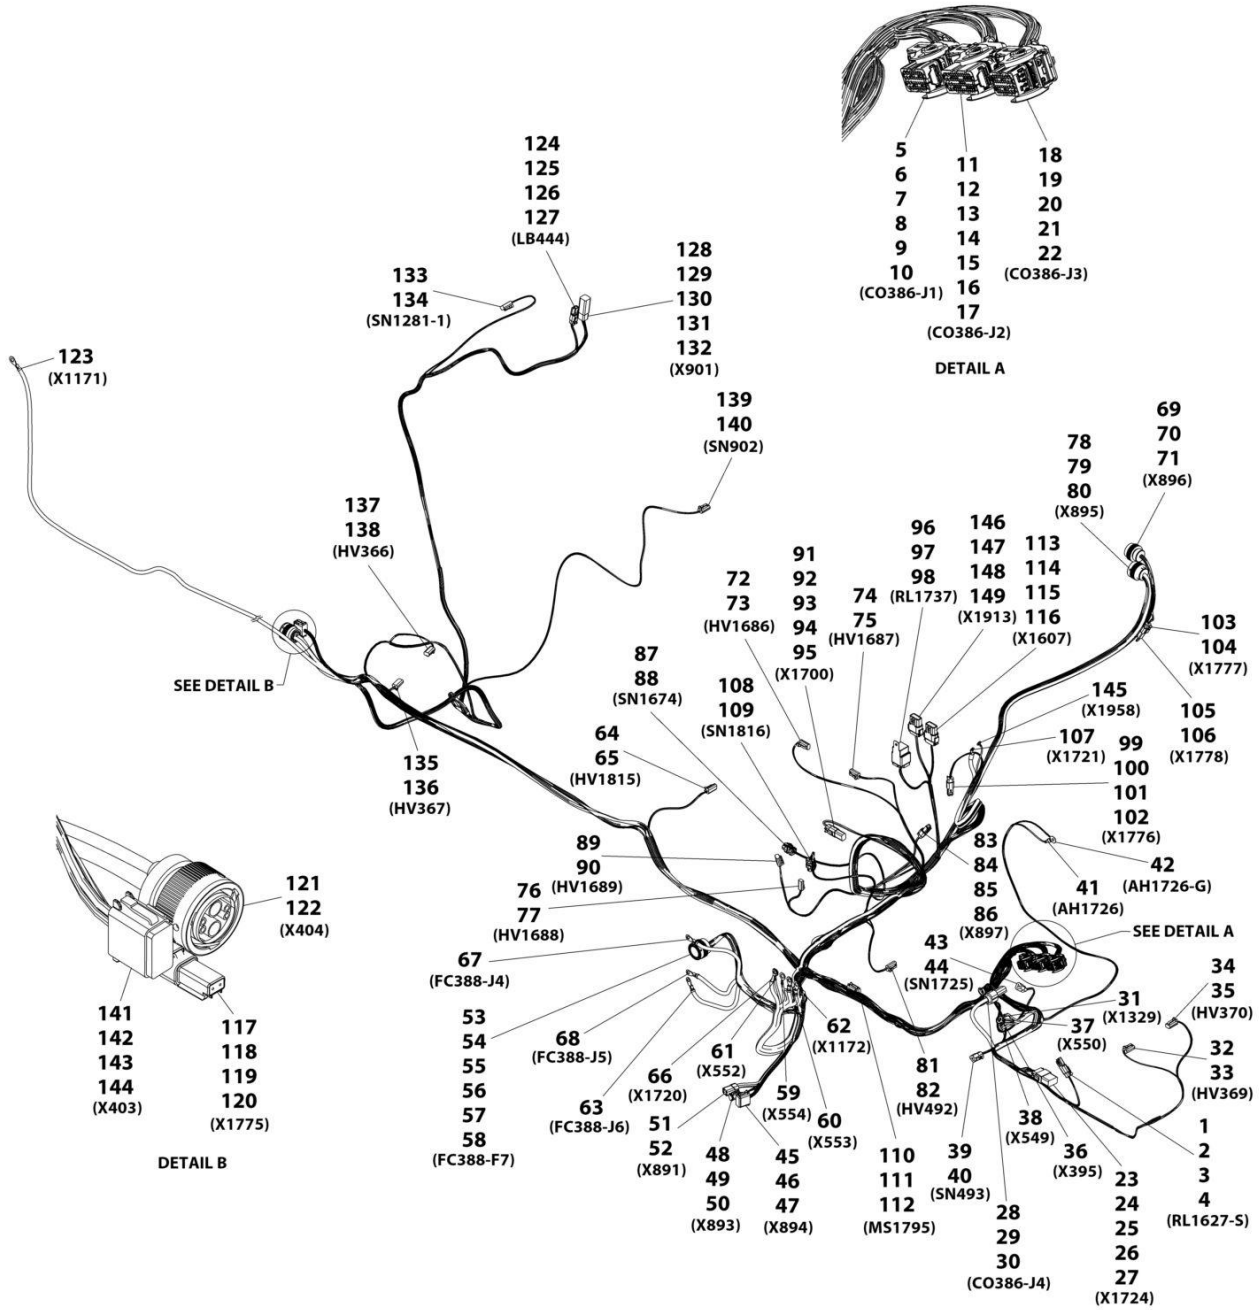 5
6
7
8
9
10
(CO386-J1)
11
12
13
14
15
16
17
(CO386-J2)
18
19
20
21
22
(CO386-J3)
DETAIL A
124
125
126
127
(LB444)
128
129
130
131
132
(X901)
133
134
(SN1281-1)
123
(X1171)
139
140
(SN902)
137
138
(HV366)
69
70
71
(X896)
78
79
80
(X895)
96
97
98
(RL1737)
146
147
148
149
(X1913)
113
114
115
116
(X1607)
91
92
93
94
95
(X1700)
72
73
(HV1686)
74
75
(HV1687)
103
104
(X1777)
105
106
(X1778)
145
(X1958)
107
(X1721)
99
100
101
102
(X1776)
SEE DETAIL B
87
88
(SN1674)
108
109
(SN1816)
64
65
(HV1815)
135
136
(HV367)
89
90
(HV1689)
76
77
(HV1688)
83
84
85
86
(X897)
42
(AH1726-G)
41
(AH1726)
SEE DETAIL A
43
44
(SN1725)
34
35
(HV370)
31
(X1329)
37
(X550)
32
33
(HV369)
121
122
(X404)
141
142
143
144
(X403)
117
118
119
120
(X1775)
DETAIL B
67
(FC388-J4)
53
54
55
56
57
58
(FC388-F7)
68
(FC388-J5)
63
(FC388-J6)
66
(X1720)
61
(X552)
62
(X1172)
59
(X554)
60
(X553)
51
52
(X891)
48
49
50
(X893)
45
46
47
(X894)
110
111
112
(MS1795)
81
82
(HV492)
39
40
(SN493)
38
(X549)
36
(X395)
28
29
30
(CO386-J4)
23
24
25
26
27
(X1724)
1
2
3
4
(RL1627-S)